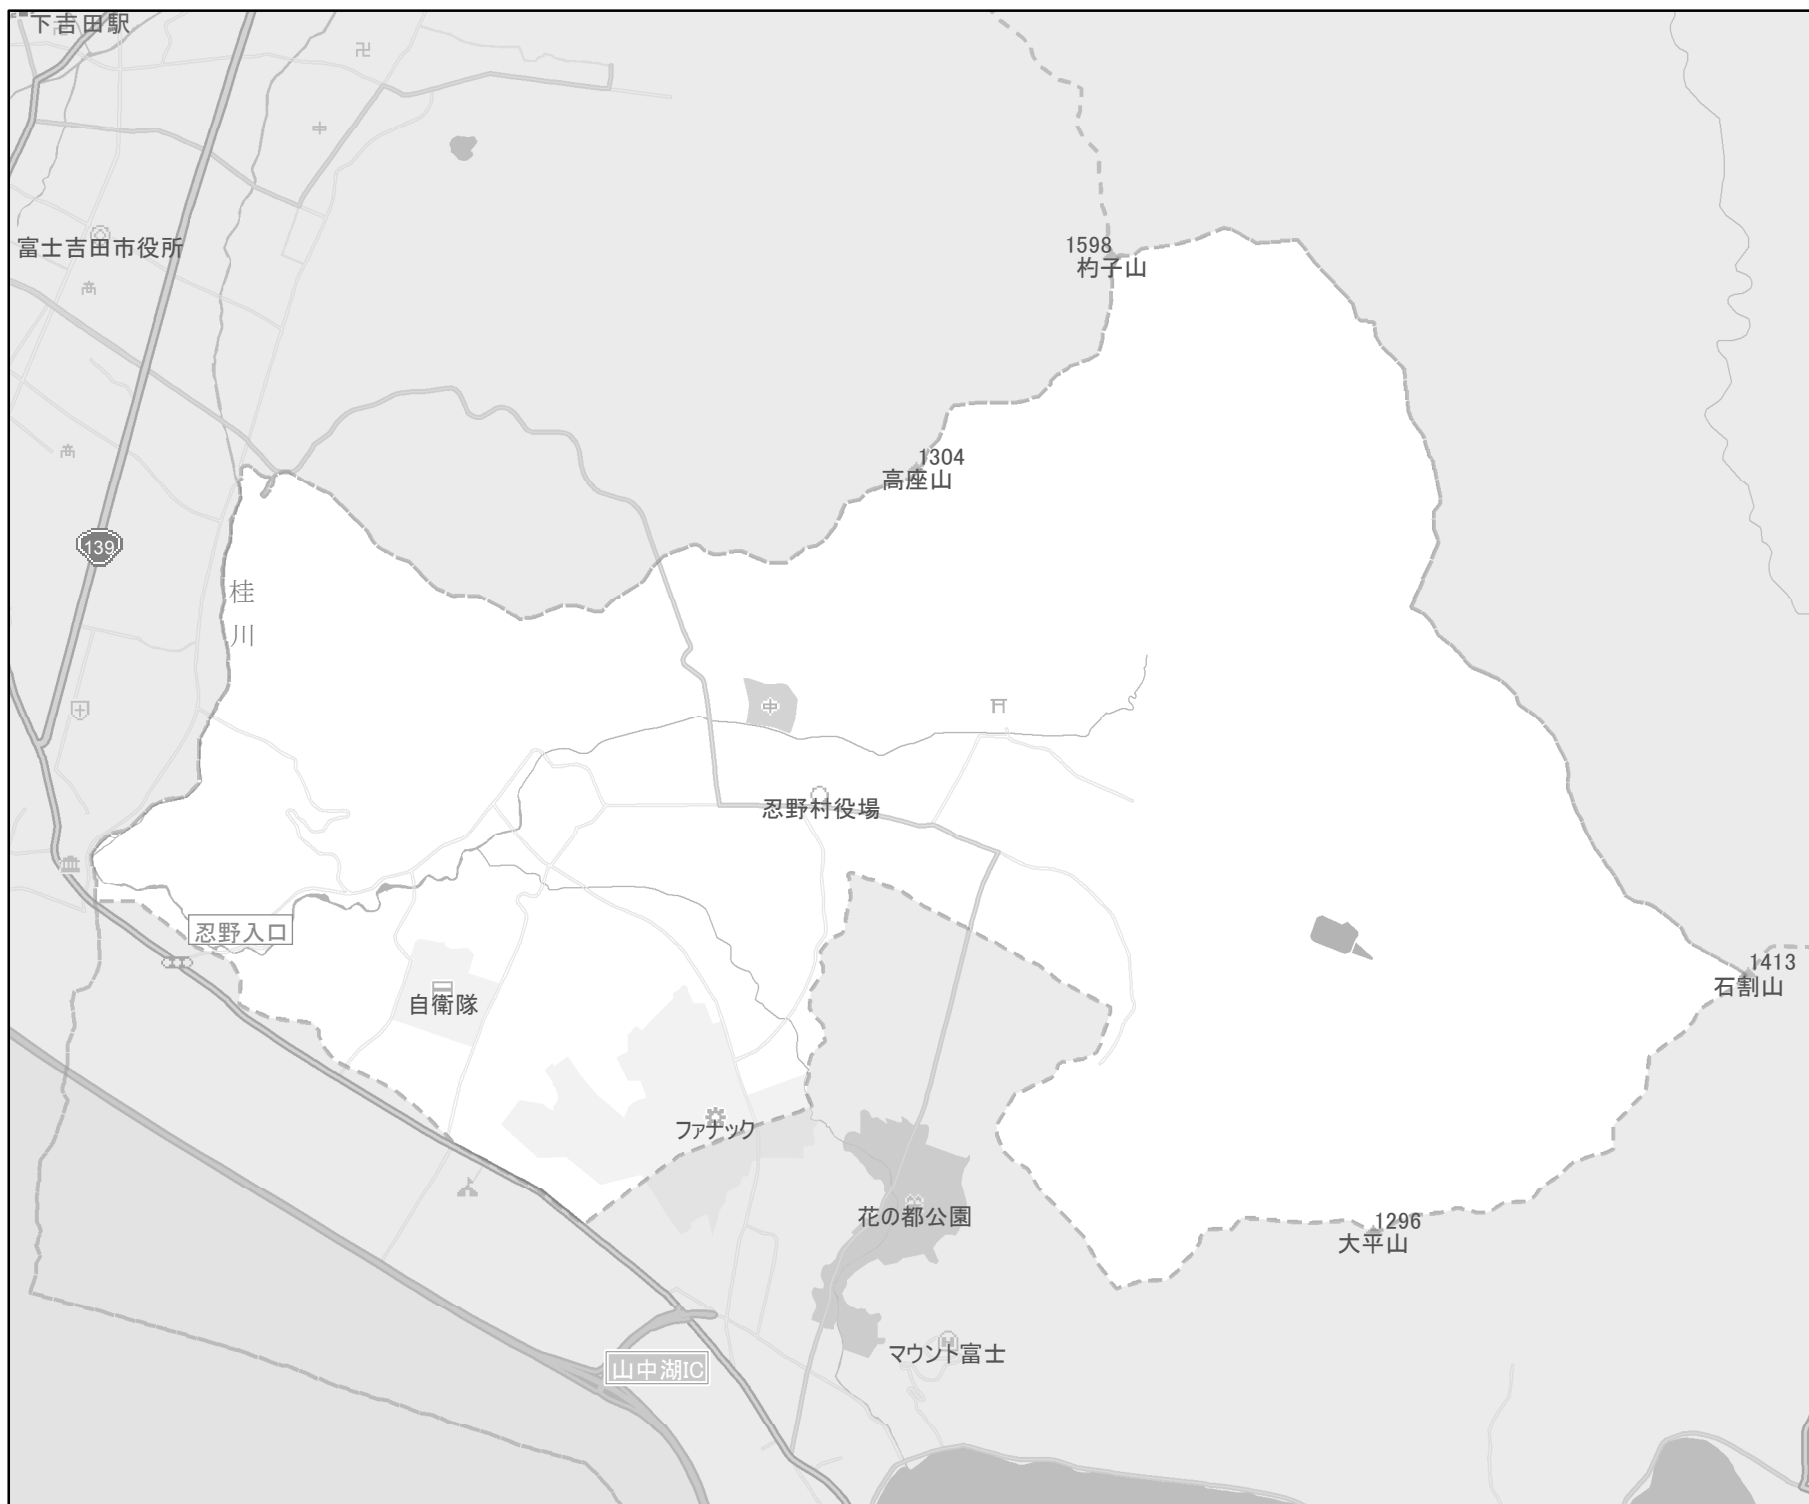 下吉田駅
富士吉田市役所
1598
杓子山
1304
高座山
139
桂川
忍野村役場
忍野入口
自衛隊
1413
石割山
ファナック
花の都公園
1296
大平山
マウント富士
山中湖IC